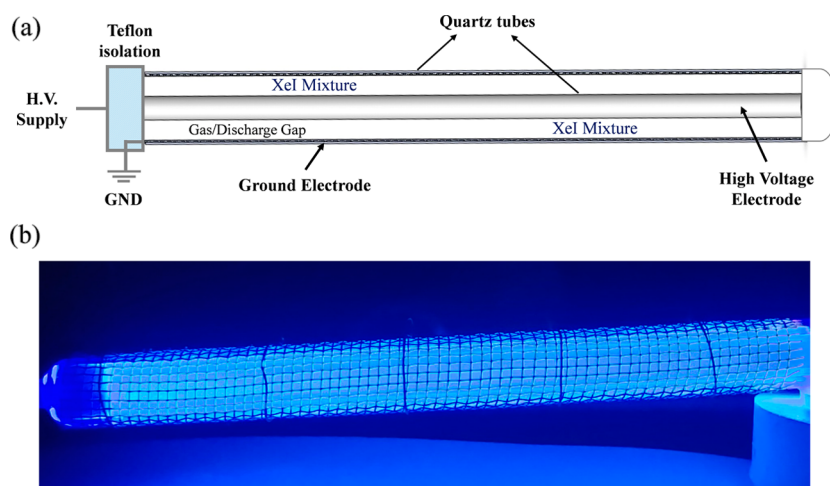 (a)
Teflon
isolation
Quartz tubes
XeI Mixture
H.V.
Supply
Gas/Discharge Gap
XeI Mixture
Ground Electrode
GND
High Voltage
Electrode
(b)